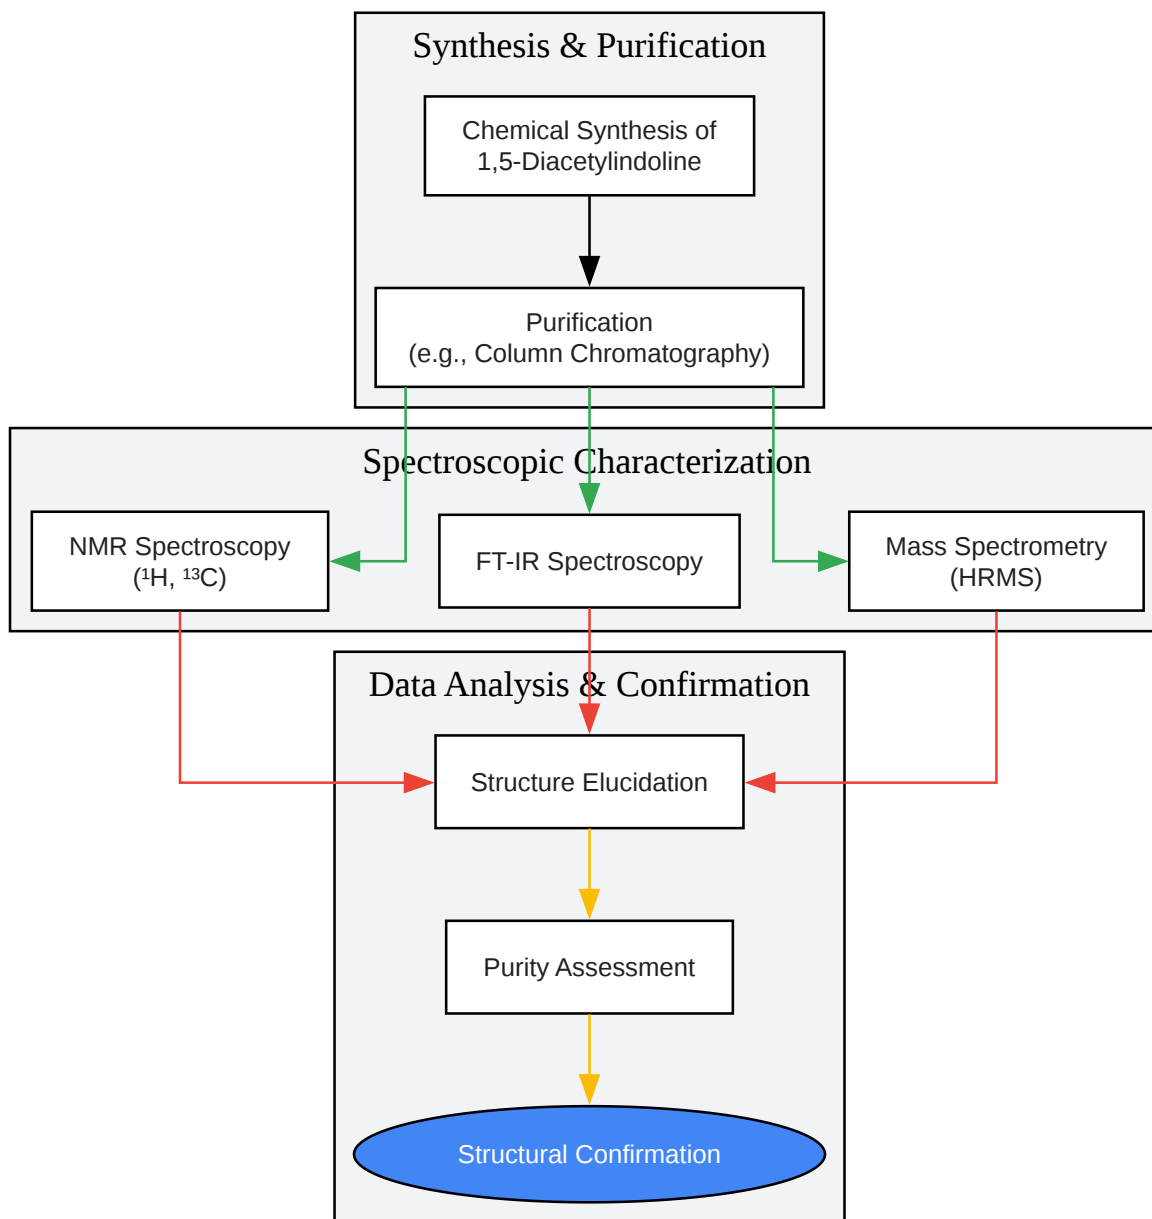 Synthesis & Purification
Chemical Synthesis of
1,5-Diacetylindoline
Purification
(e.g., Column Chromatography)
Spectroscopic Characterization
NMR Spectroscopy
(¹H, ¹³C)
FT-IR Spectroscopy
Mass Spectrometry
(HRMS)
Data Analysis & Confirmation
Structure Elucidation
Purity Assessment
Structural Confirmation